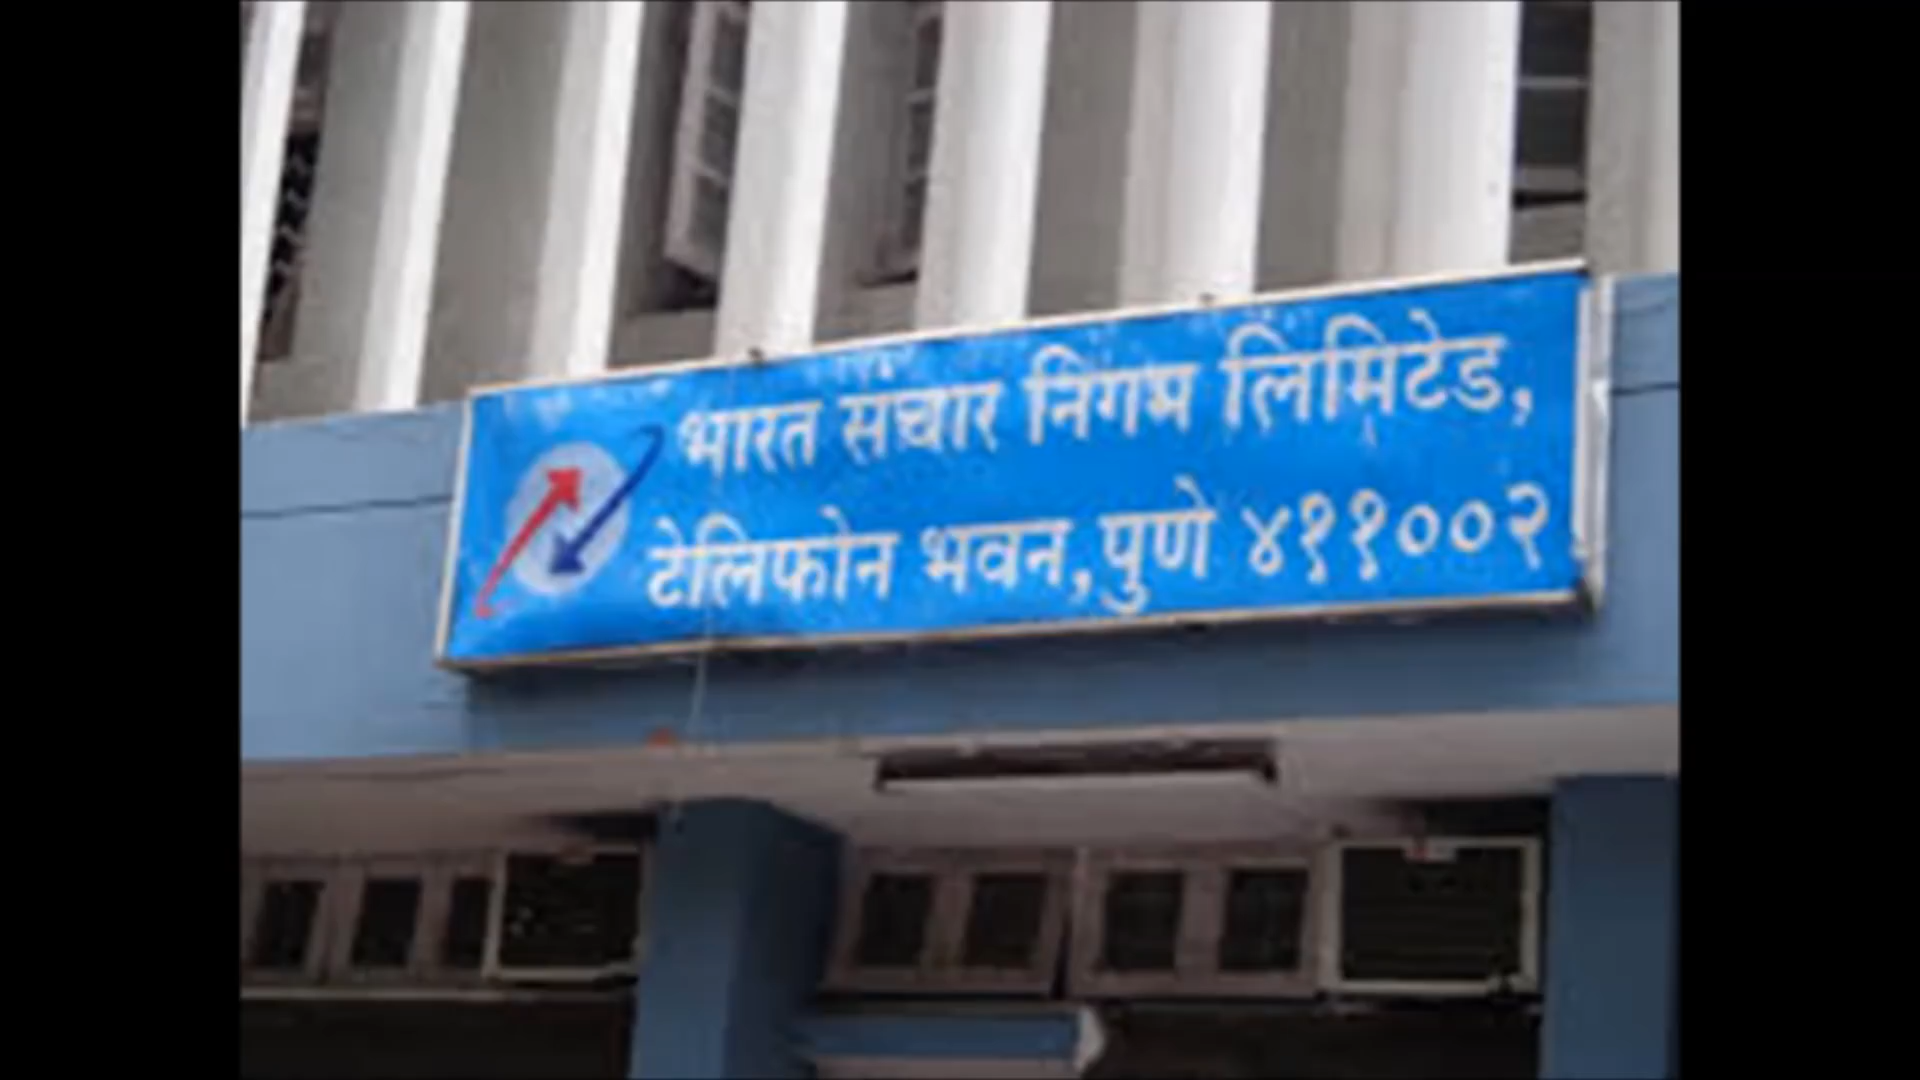 भारत संचार निगम लिमिटेड,
टेलिफोन भवन, पुणे ४११००२